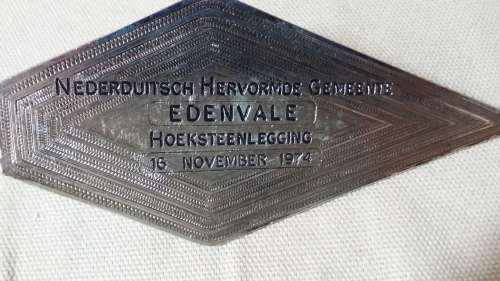 NEDERDUITSCH HERVORMDE GEMEENTE
EDENVALE
HOEKSTEENLEGGING
16 NOVEMBER 1974